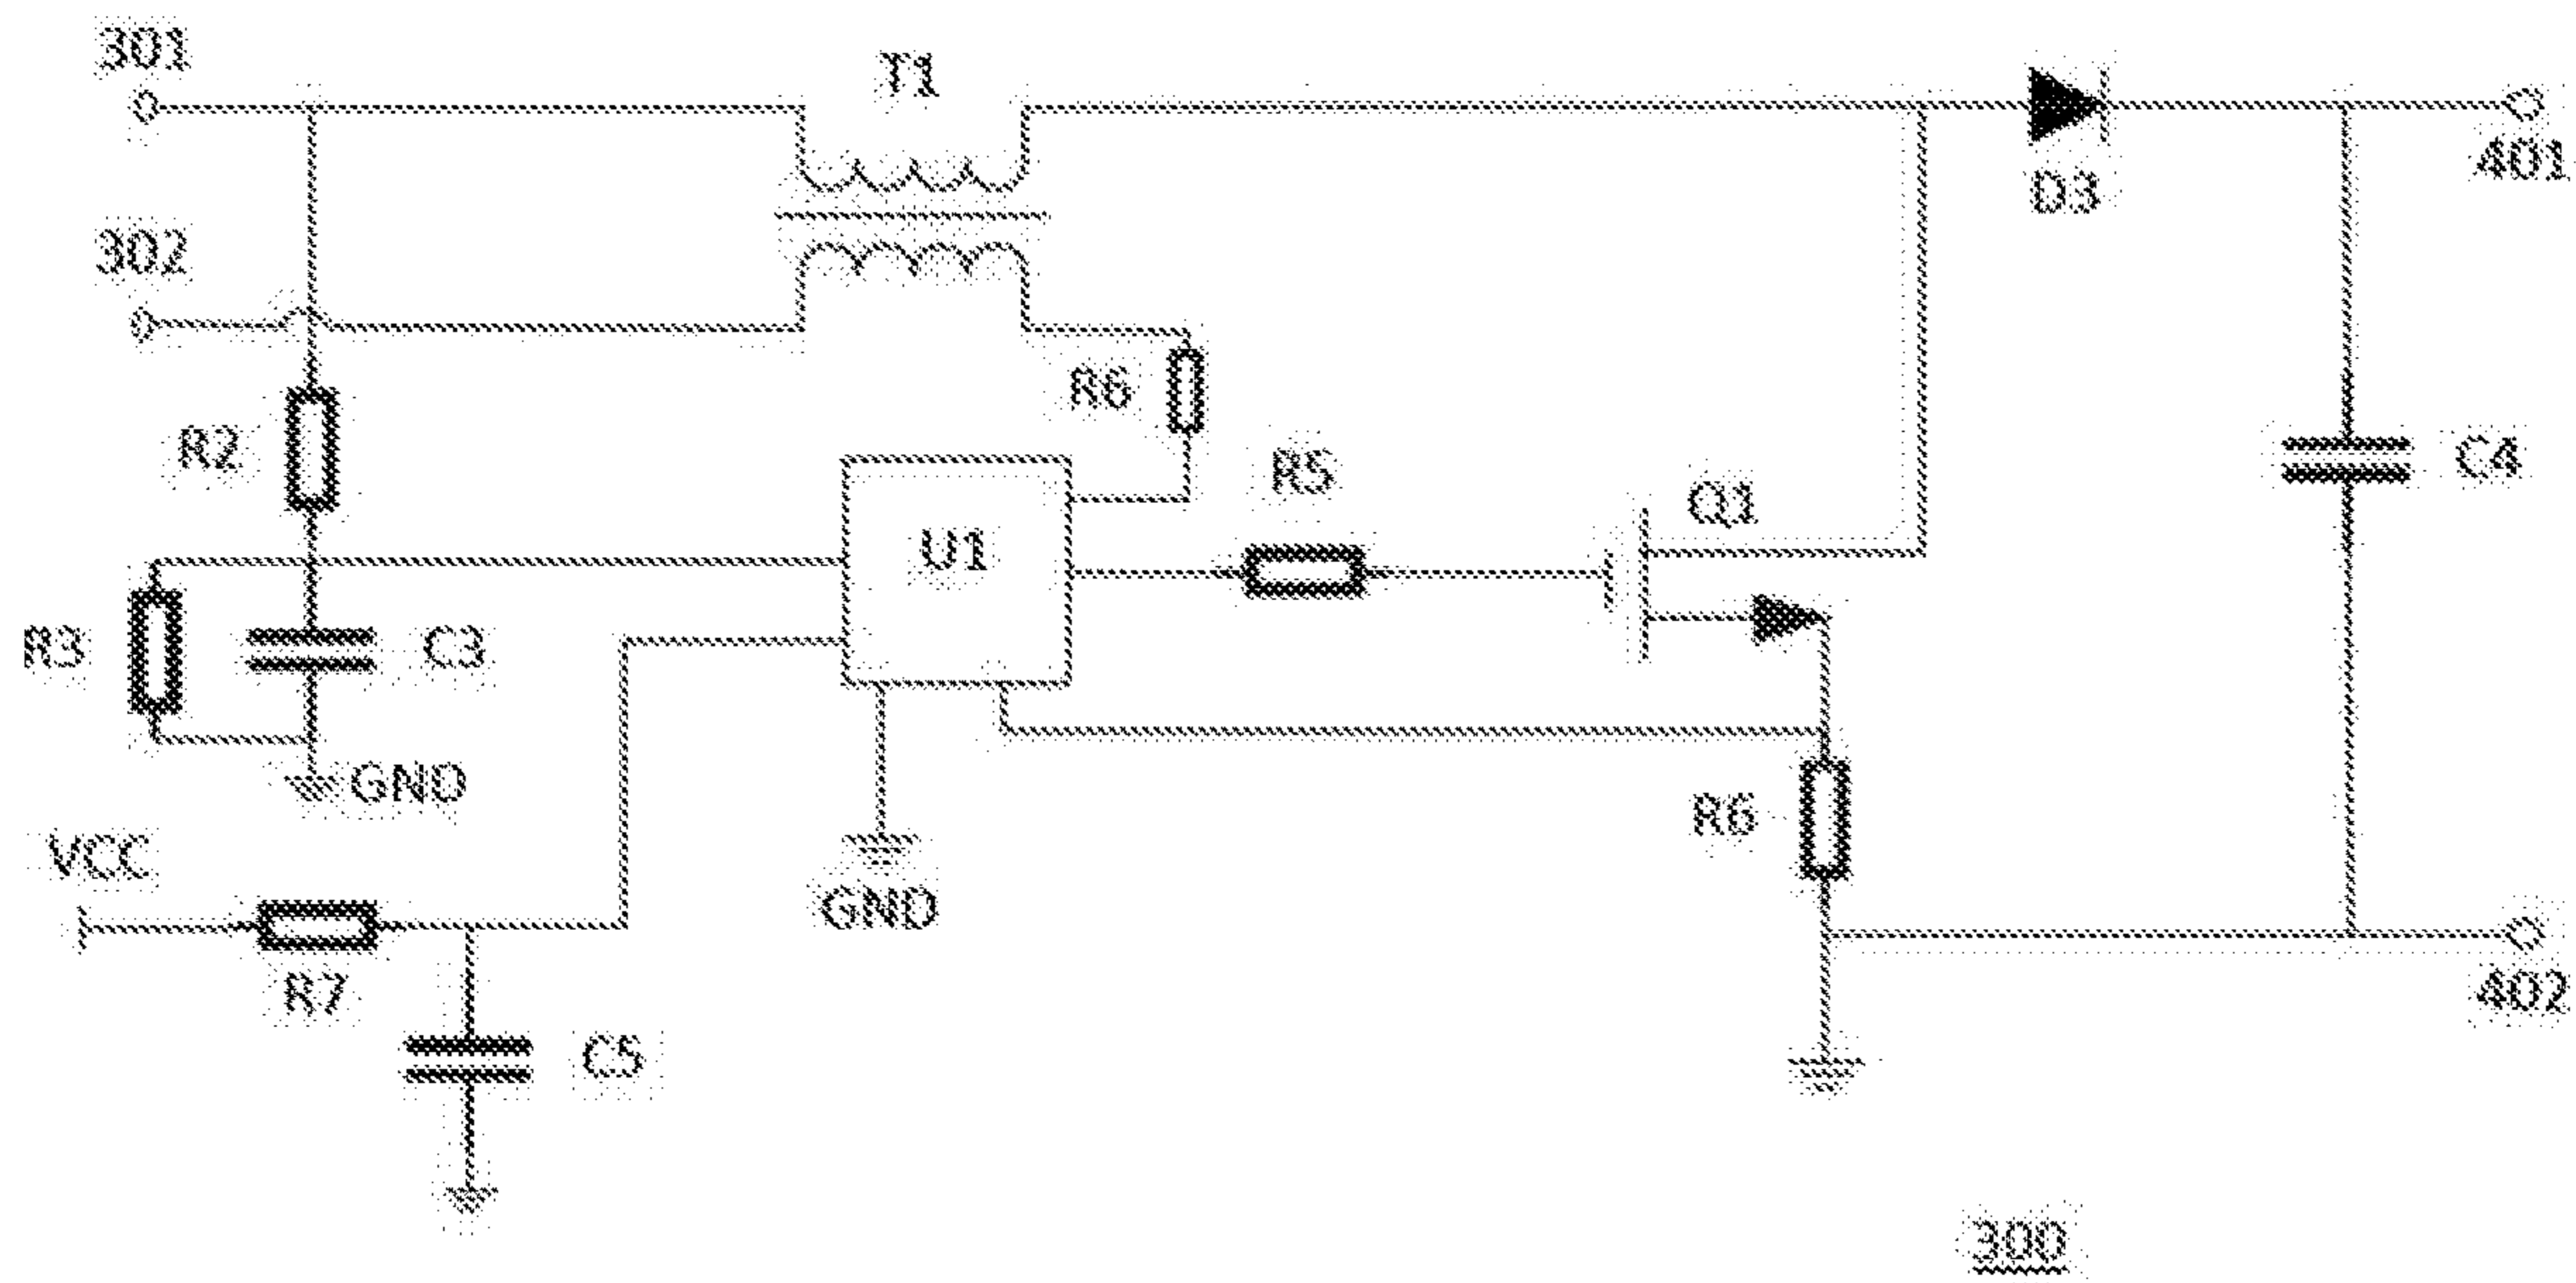 301
T1
401
D3
302
R6
R2
R5
Q1
C4
U1
R3
C3
GND
R6
VCC
GND
R7
402
C5
300